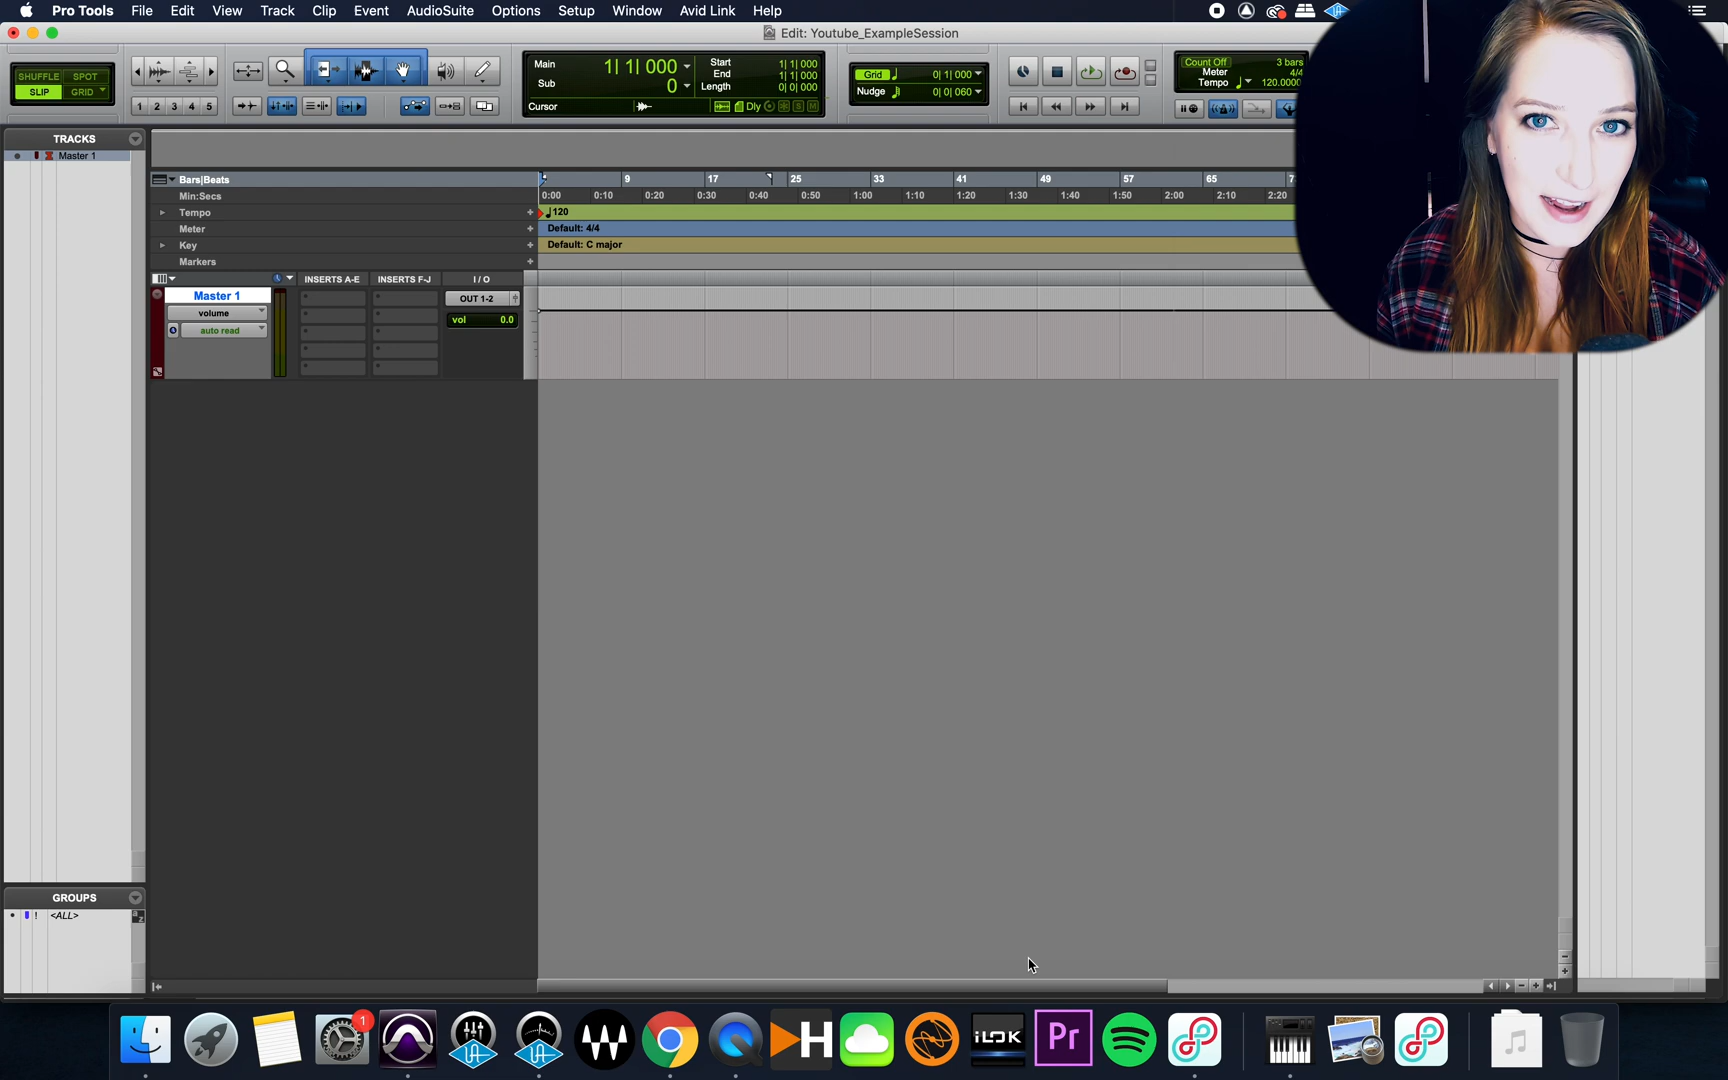 Pro Tools File Edit View Track Clip Event AudioSuite Options Setup Window Avid Link Help
Edit: Youtube_ExampleSession
SHUFFLE SPOT
SLIP GRID
1 2 3 4 5
Main 1| 1| 000
Sub 0
Cursor
Start 1| 1| 000
End 1| 1| 000
Length 0| 0| 000
Dly S M
Grid 0| 1| 000
Nudge 0| 0| 060
Count Off 3 bars
Meter 4/4
Tempo 120.0000
TRACKS
Master 1
Bars|Beats
9 17 25 33 41 49 57 65
Min:Secs
0:00 0:10 0:20 0:30 0:40 0:50 1:00 1:10 1:20 1:30 1:40 1:50 2:00 2:10 2:20
Tempo
120
Meter
Default: 4/4
Key
Default: C major
Markers
INSERTS A-E INSERTS F-J I / O
Master 1
volume
auto read
OUT 1-2
vol 0.0
GROUPS
! <ALL>
1
H
iLOK
Pr